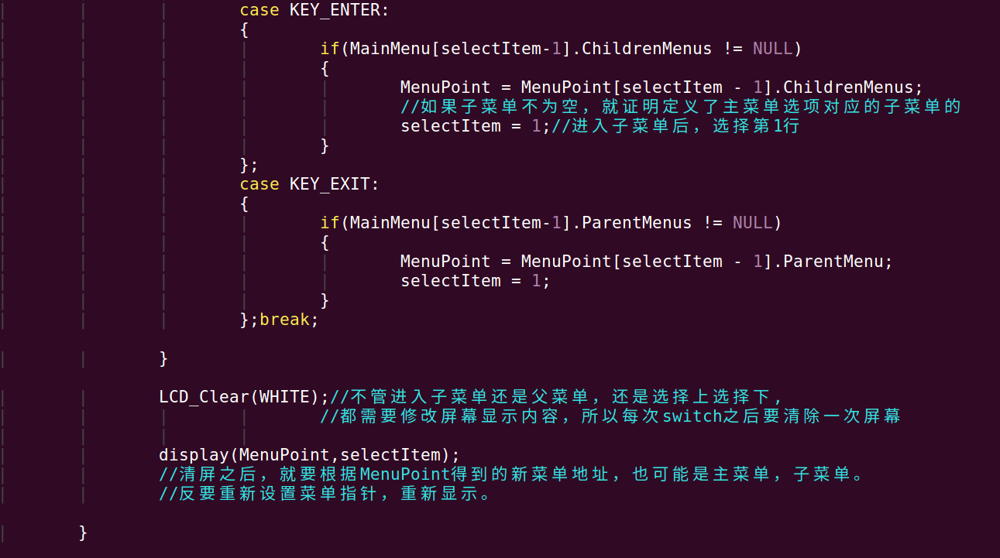 case KEY_ENTER:
{
if(MainMenu[selectItem-1].ChildrenMenus != NULL)
{
MenuPoint = MenuPoint[selectItem - 1].ChildrenMenus;
//如果子菜单不为空，就证明定义了主菜单选项对应的子菜单的
selectItem = 1;//进入子菜单后，选择第1行
}
};
case KEY_EXIT:
{
if(MainMenu[selectItem-1].ParentMenus != NULL)
{
MenuPoint = MenuPoint[selectItem - 1].ParentMenu;
selectItem = 1;
}
};break;
}
LCD_Clear(WHITE);//不管进入子菜单还是父菜单，还是选择上选择下，
//都需要修改屏幕显示内容，所以每次switch之后要清除一次屏幕
display(MenuPoint,selectItem);
//清屏之后，就要根据MenuPoint得到的新菜单地址，也可能是主菜单，子菜单。
//反要重新设置菜单指针，重新显示。
}